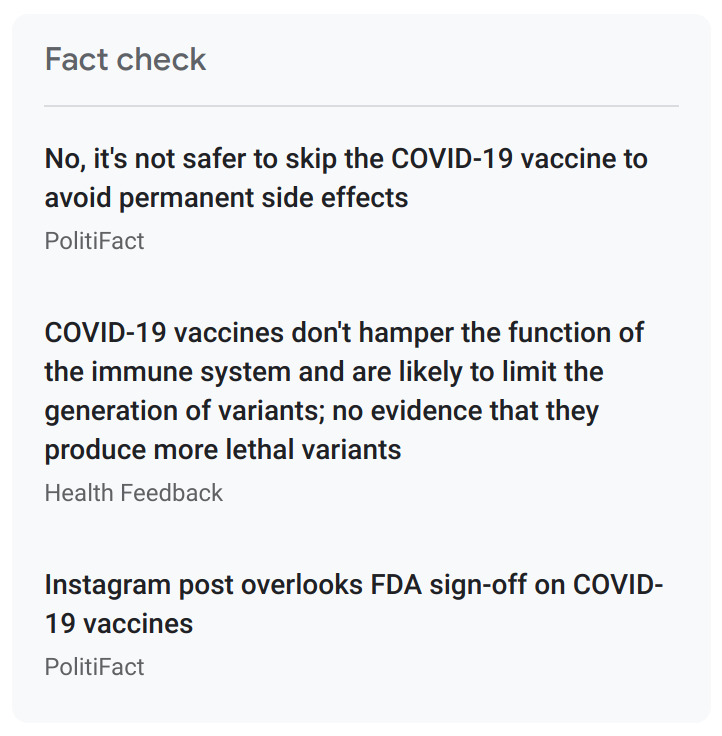 Fact check
No, it's not safer to skip the COVID-19 vaccine to
avoid permanent side effects
PolitiFact
COVID-19 vaccines don't hamper the function of
the immune system and are likely to limit the
generation of variants; no evidence that they
produce more lethal variants
Health Feedback
Instagram post overlooks FDA sign-off on COVID-
19 vaccines
PolitiFact